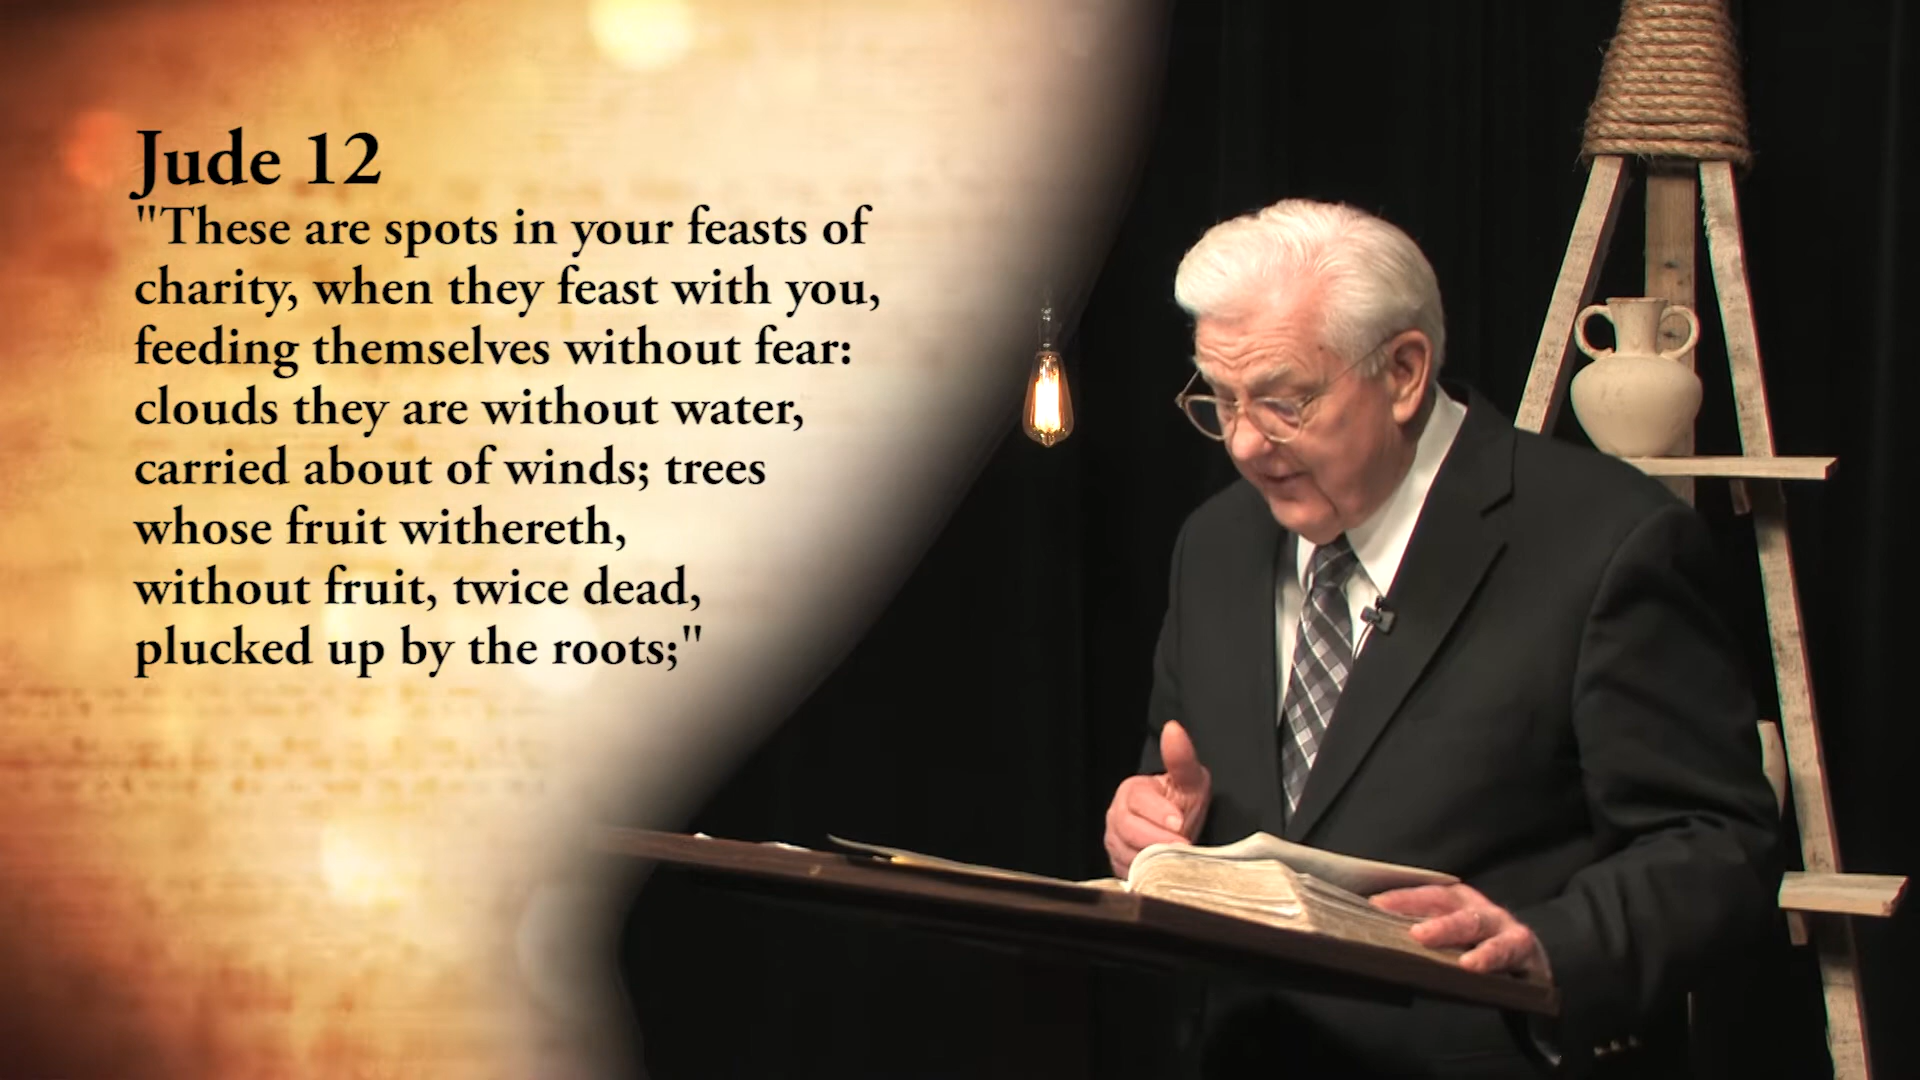 Jude 12
"These are spots in your feasts of
charity, when they feast with you,
feeding themselves without fear:
clouds they are without water,
carried about of winds; trees
whose fruit withereth,
without fruit, twice dead,
plucked up by the roots;"